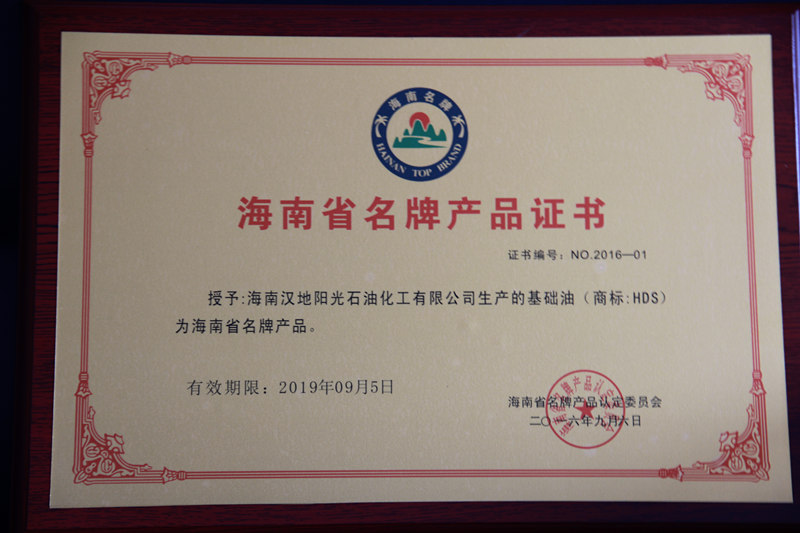 海南名牌
HAINAN TOP BRAND
海南省名牌产品证书
证书编号：NO.2016—01
授予:海南汉地阳光石油化工有限公司生产的基础油（商标:HDS）
为海南省名牌产品。
有效期限：2019年09月5日
海南省名牌产品认定委员会
二〇一六年九月六日